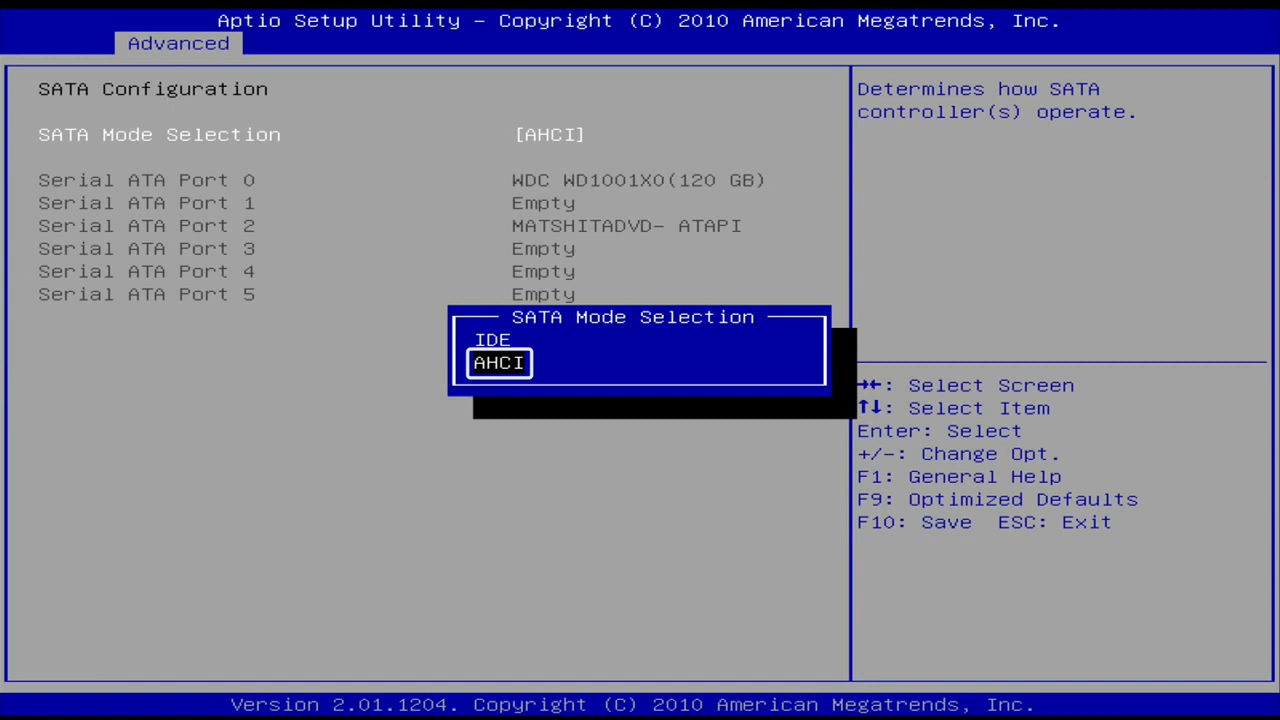 Aptio Setup Utility – Copyright (C) 2010 American Megatrends, Inc.
Advanced
SATA Configuration
SATA Mode Selection [AHCI]
Serial ATA Port 0 WDC WD1001X0(120 GB)
Serial ATA Port 1 Empty
Serial ATA Port 2 MATSHITADVD– ATAPI
Serial ATA Port 3 Empty
Serial ATA Port 4 Empty
Serial ATA Port 5 Empty
SATA Mode Selection
IDE
AHCI
Determines how SATA
controller(s) operate.
→←: Select Screen
↑↓: Select Item
Enter: Select
+/–: Change Opt.
F1: General Help
F9: Optimized Defaults
F10: Save ESC: Exit
Version 2.01.1204. Copyright (C) 2010 American Megatrends, Inc.